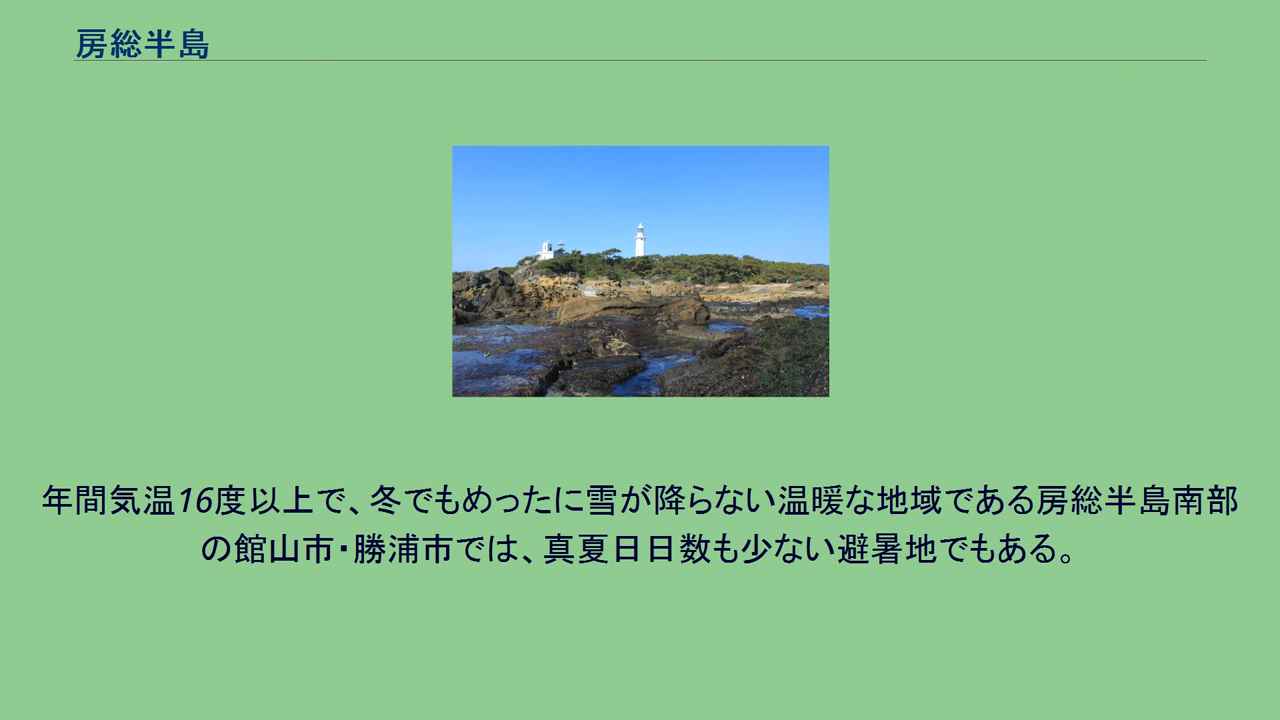 房総半島
年間気温16度以上で、冬でもめったに雪が降らない温暖な地域である房総半島南部
の館山市・勝浦市では、真夏日日数も少ない避暑地でもある。